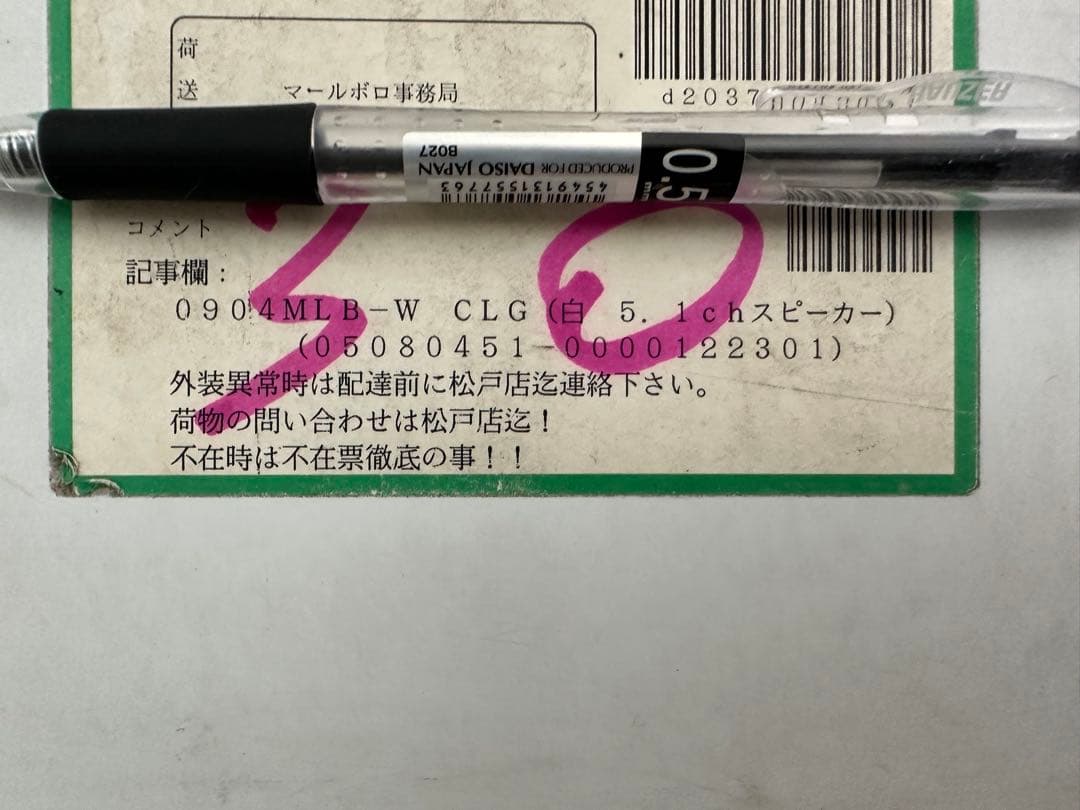 荷
送 マールボロ事務局
d2037
PRODUCED FOR DAISO JAPAN
B027
4549131557763
0.5
mm
30
コメント
記事欄：
0904MLB-W CLG(白 5.1chスピーカー)
(05080451-0000122301)
外装異常時は配達前に松戸店迄連絡下さい。
荷物の問い合わせは松戸店迄！
不在時は不在票徹底の事！！